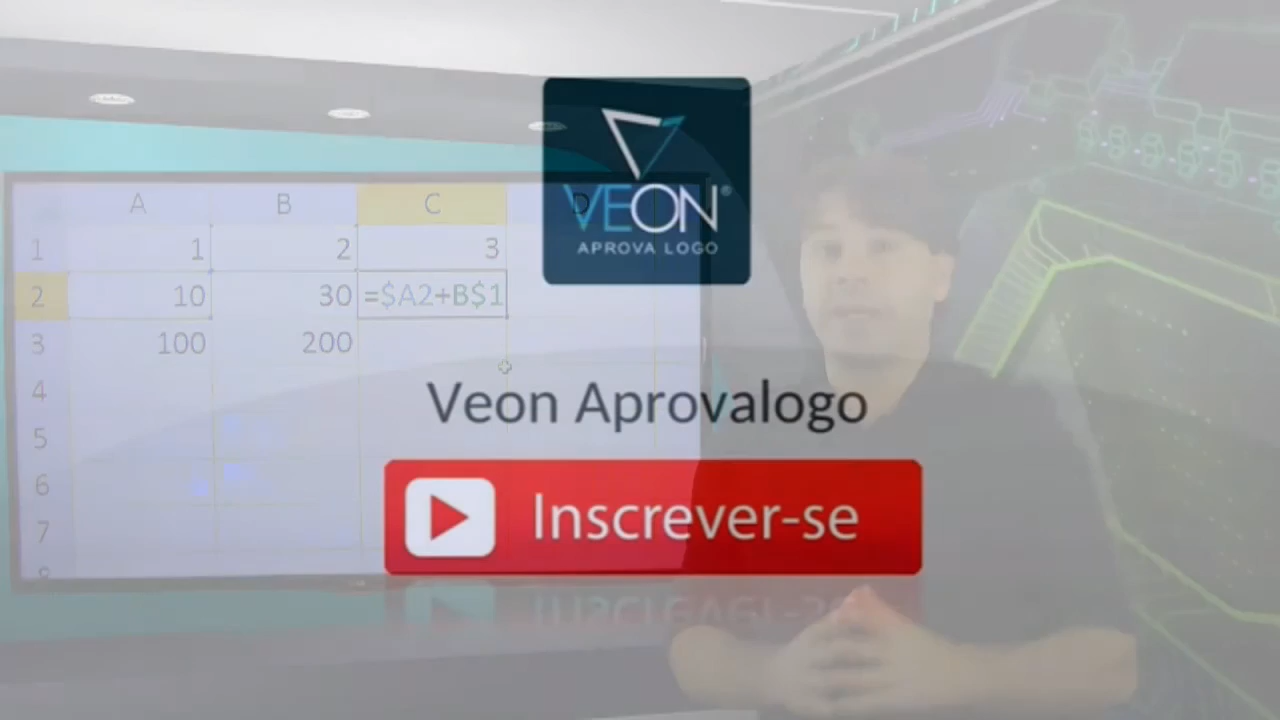 A B C D
1 1 2 3
2 10 30 =$A2+B$1
3 100 200
4
5
6
7
8
VEON®
APROVA LOGO
Veon Aprovalogo
Inscrever-se